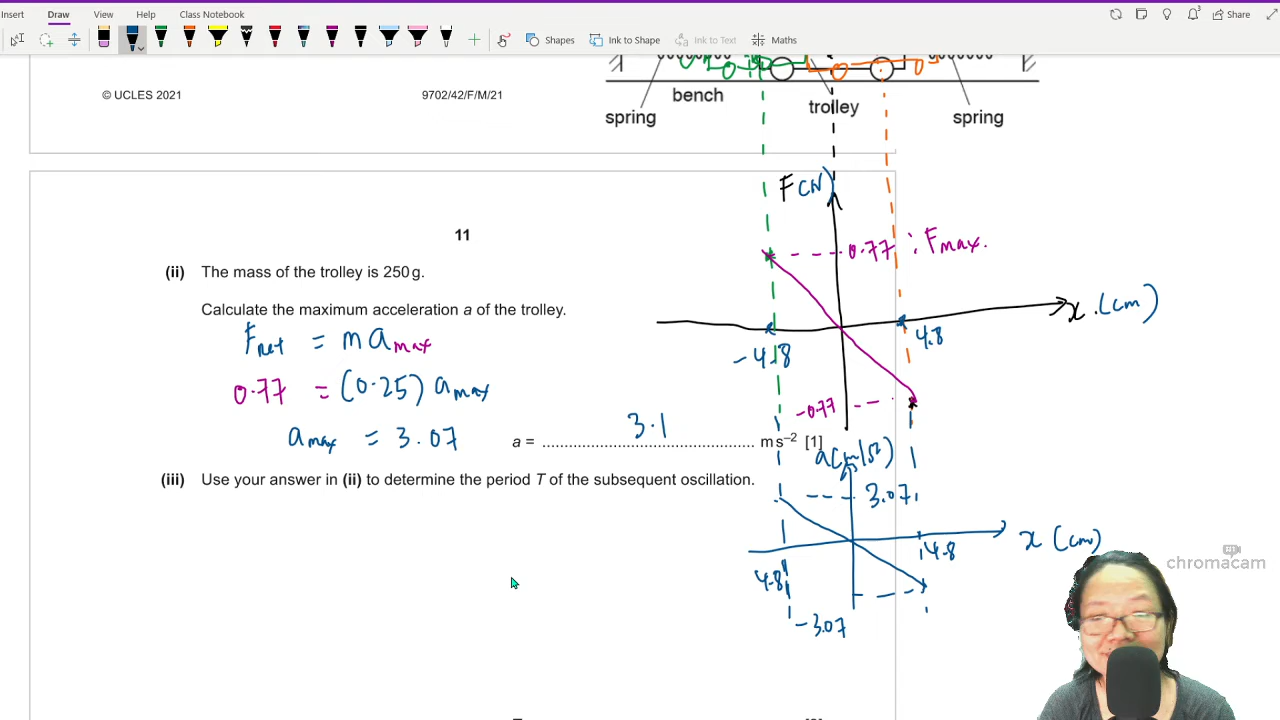 Insert Draw View Help Class Notebook Share
Shapes Ink to Shape Ink to Text Maths
bench trolley
spring spring
© UCLES 2021 9702/42/F/M/21
F(N)
11
0.77 : Fmax.
(ii) The mass of the trolley is 250 g.
Calculate the maximum acceleration a of the trolley.
x.(cm)
Fnet = m amax
-4.8 4.8
0.77 = (0.25) amax
-0.77
amax = 3.07
a = 3.1 ms⁻² [1]
a(m/s²)
(iii) Use your answer in (ii) to determine the period T of the subsequent oscillation.
3.07
x (cm)
4.8 4.8
-3.07
chromacam